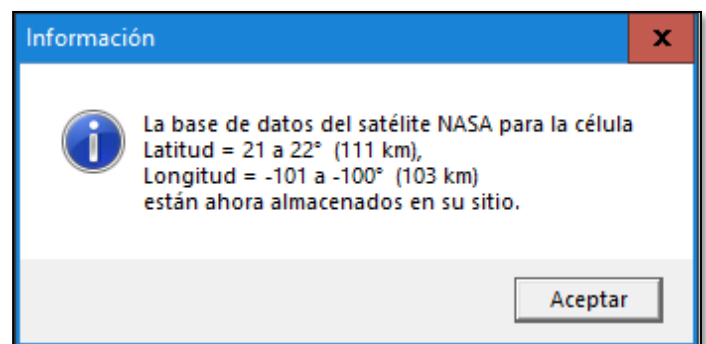 Información
x
La base de datos del satélite NASA para la célula
Latitud = 21 a 22° (111 km),
Longitud = -101 a -100° (103 km)
están ahora almacenados en su sitio.
Aceptar